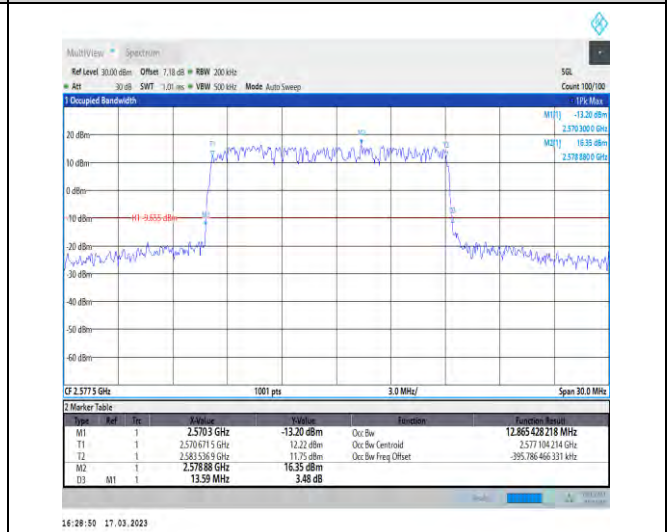 MultiView Spectrum
Ref Level 30.00 dBm Offset 7.18 dB RBW 200 kHz SGL
Att 30 dB SWT 1.01 ms VBW 500 kHz Mode Auto Sweep Count 100/100
1 Occupied Bandwidth 1Pk Max
M1[1] -13.20 dBm
2.570 300 0 GHz
M2[1] 16.35 dBm
2.578 880 0 GHz
20 dBm
10 dBm
0 dBm
-10 dBm
H1 -9.655 dBm
-20 dBm
-30 dBm
-40 dBm
-50 dBm
-60 dBm
CF 2.577 5 GHz 1001 pts 3.0 MHz/ Span 30.0 MHz
2 Marker Table
Type Ref Trc X-Value Y-Value Function Function Result
M1 1 2.5703 GHz -13.20 dBm Occ Bw 12.865 428 218 MHz
T1 1 2.570 671 5 GHz 12.22 dBm Occ Bw Centroid 2.577 104 214 GHz
T2 1 2.583 536 9 GHz 11.75 dBm Occ Bw Freq Offset -395.786 466 331 kHz
M2 1 2.578 88 GHz 16.35 dBm
D3 M1 1 13.59 MHz 3.48 dB
16:28:50 17.03.2023